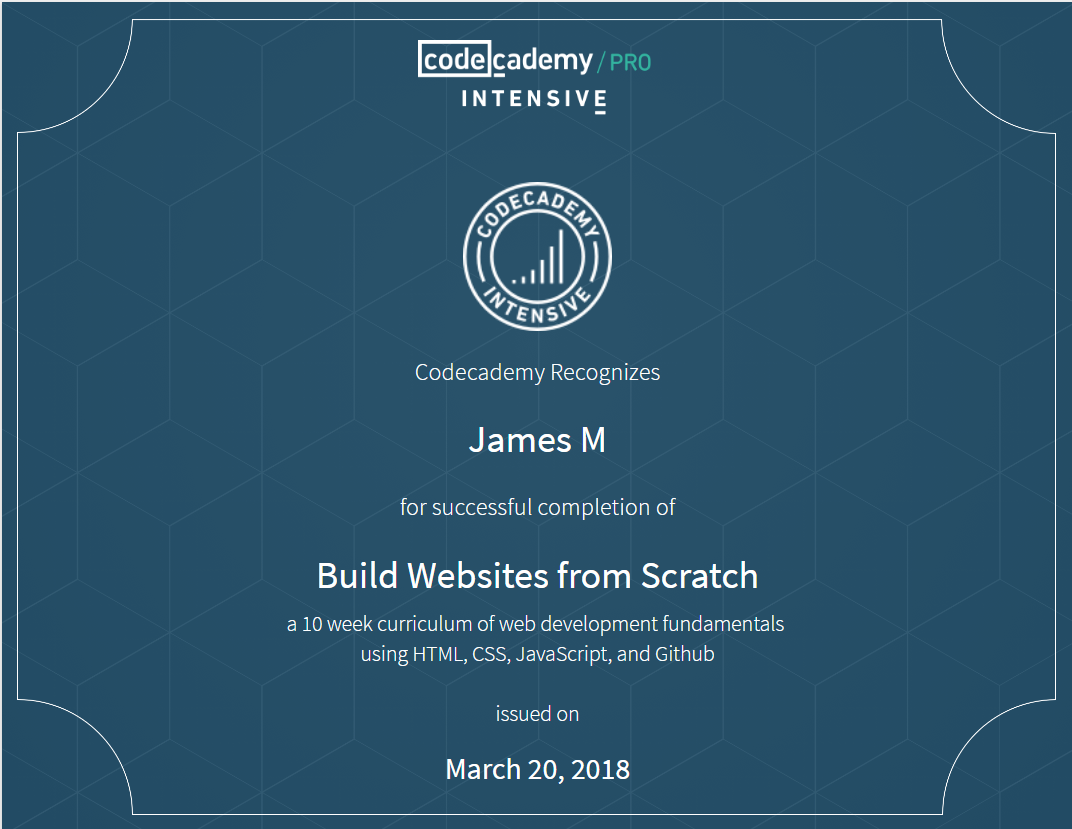 codecademy / PRO
INTENSIVE
CODECADEMY
INTENSIVE
Codecademy Recognizes
James M
for successful completion of
Build Websites from Scratch
a 10 week curriculum of web development fundamentals
using HTML, CSS, JavaScript, and Github
issued on
March 20, 2018